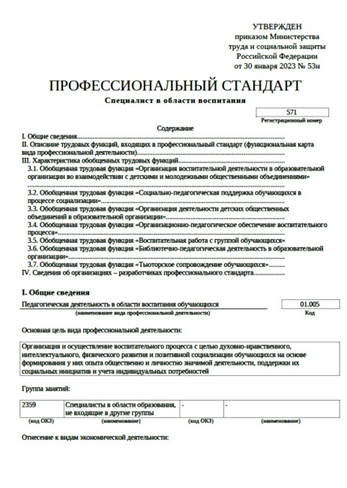 УТВЕРЖДЕН
приказом Министерства
труда и социальной защиты
Российской Федерации
от 30 января 2023 № 53н
ПРОФЕССИОНАЛЬНЫЙ СТАНДАРТ
Специалист в области воспитания
571
Регистрационный номер
Содержание
I. Общие сведения
II. Описание трудовых функций, входящих в профессиональный стандарт (функциональная карта
вида профессиональной деятельности)
III. Характеристика обобщенных трудовых функций
3.1. Обобщенная трудовая функция «Организация воспитательной деятельности в образовательной
организации во взаимодействии с детскими и молодежными общественными объединениями»
3.2. Обобщенная трудовая функция «Социально-педагогическая поддержка обучающихся в
процессе социализации»
3.3. Обобщенная трудовая функция «Организация деятельности детских общественных
объединений в образовательной организации»
3.4. Обобщенная трудовая функция «Организационно-педагогическое обеспечение воспитательного
процесса»
3.5. Обобщенная трудовая функция «Воспитательная работа с группой обучающихся»
3.6. Обобщенная трудовая функция «Библиотечно-педагогическая деятельность в образовательной
организации»
3.7. Обобщенная трудовая функция «Тьюторское сопровождение обучающихся»
IV. Сведения об организациях – разработчиках профессионального стандарта
I. Общие сведения
Педагогическая деятельность в области воспитания обучающихся 01.005
(наименование вида профессиональной деятельности) Код
Основная цель вида профессиональной деятельности:
Организация и осуществление воспитательного процесса с целью духовно-нравственного,
интеллектуального, физического развития и позитивной социализации обучающихся на основе
формирования у них опыта общественно и личностно значимой деятельности, поддержки их
социальных инициатив и учета индивидуальных потребностей
Группа занятий:
2359 Специалисты в области образования, - -
не входящие в другие группы
(код ОКЗ) (наименование) (код ОКЗ) (наименование)
Отнесение к видам экономической деятельности: